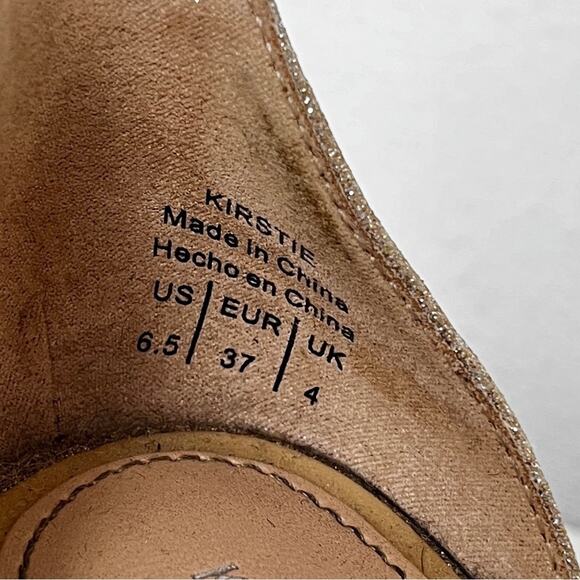 KIRSTIE
Made in China
Hecho en China
US | EUR | UK
6.5 | 37 | 4